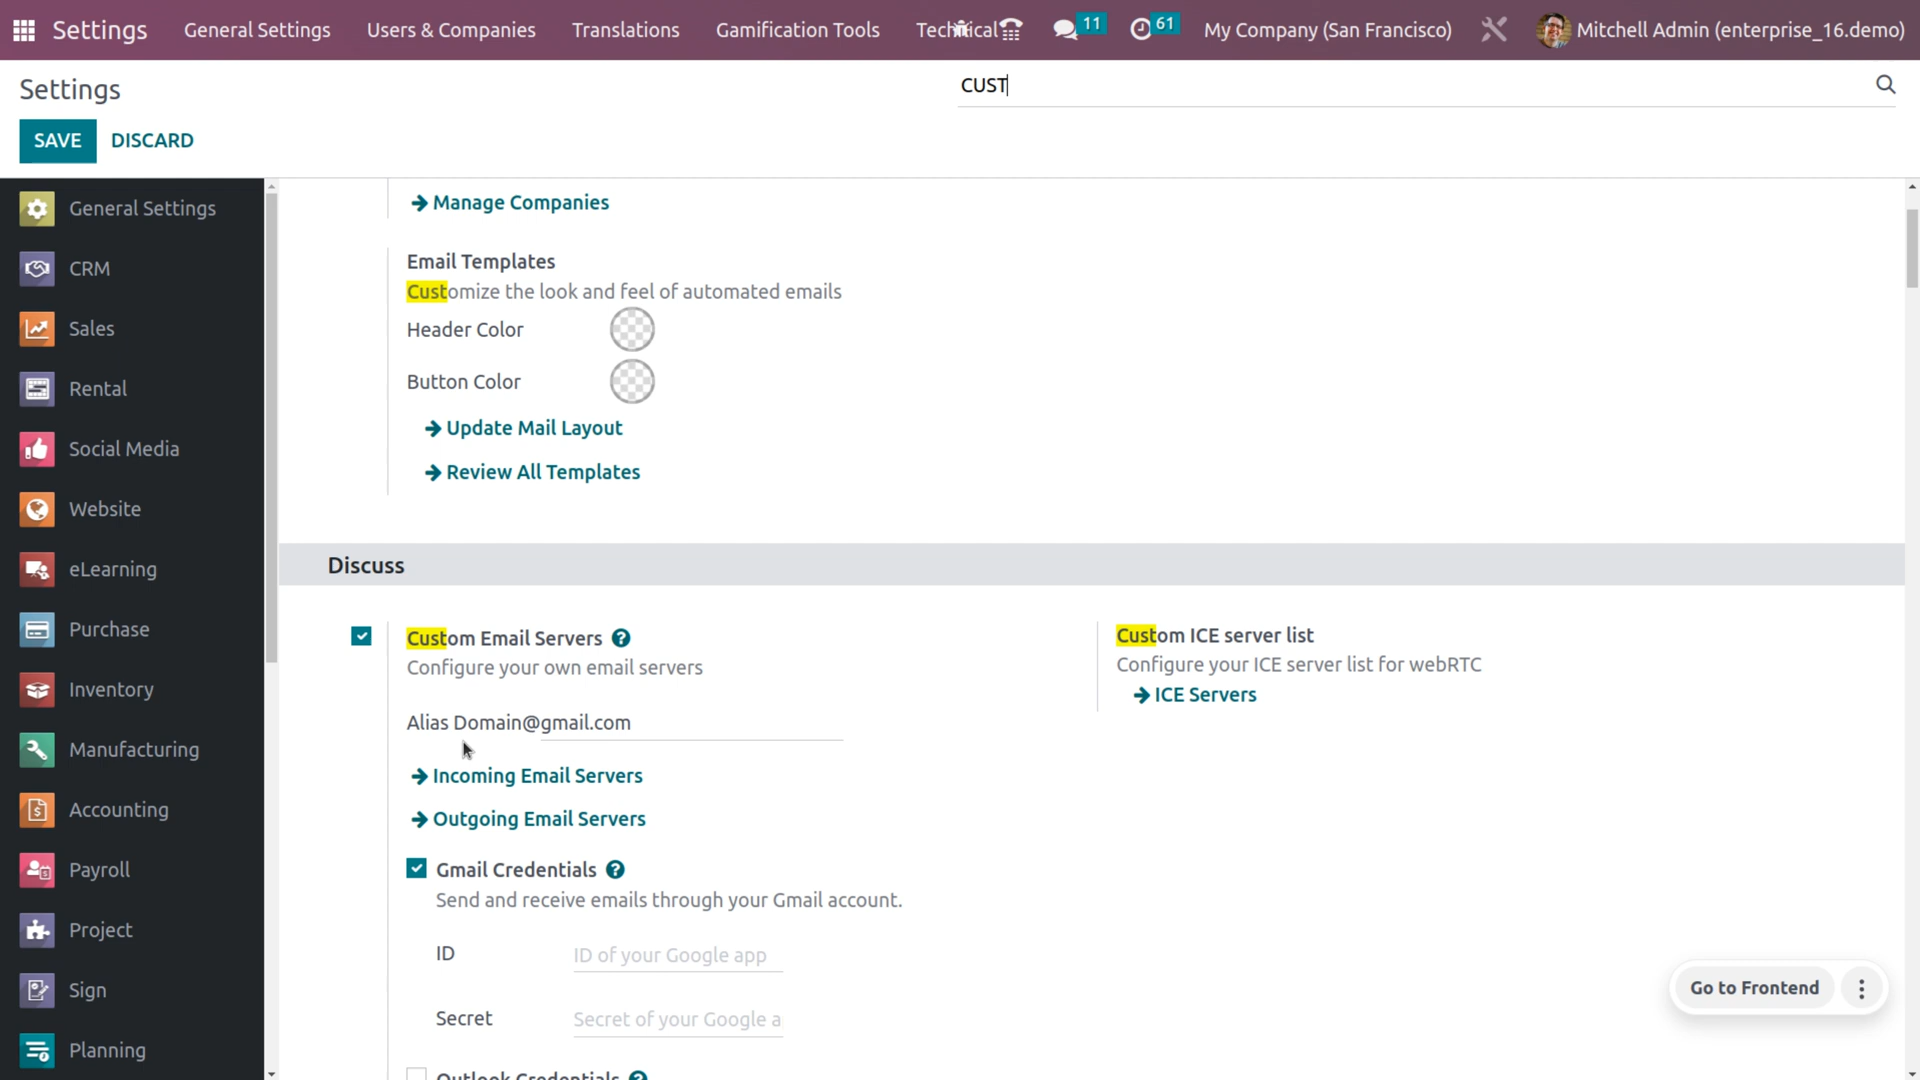 Settings General Settings Users & Companies Translations Gamification Tools Technical 11 61 My Company (San Francisco) Mitchell Admin (enterprise_16.demo)
Settings
CUST
SAVE DISCARD
General Settings
CRM
Sales
Rental
Social Media
Website
eLearning
Purchase
Inventory
Manufacturing
Accounting
Payroll
Project
Sign
Planning
Manage Companies
Email Templates
Customize the look and feel of automated emails
Header Color
Button Color
Update Mail Layout
Review All Templates
Discuss
Custom Email Servers ?
Configure your own email servers
Alias Domain@gmail.com
Incoming Email Servers
Outgoing Email Servers
Gmail Credentials ?
Send and receive emails through your Gmail account.
ID ID of your Google app
Secret Secret of your Google a
Outlook Credentials ?
Custom ICE server list
Configure your ICE server list for webRTC
ICE Servers
Go to Frontend